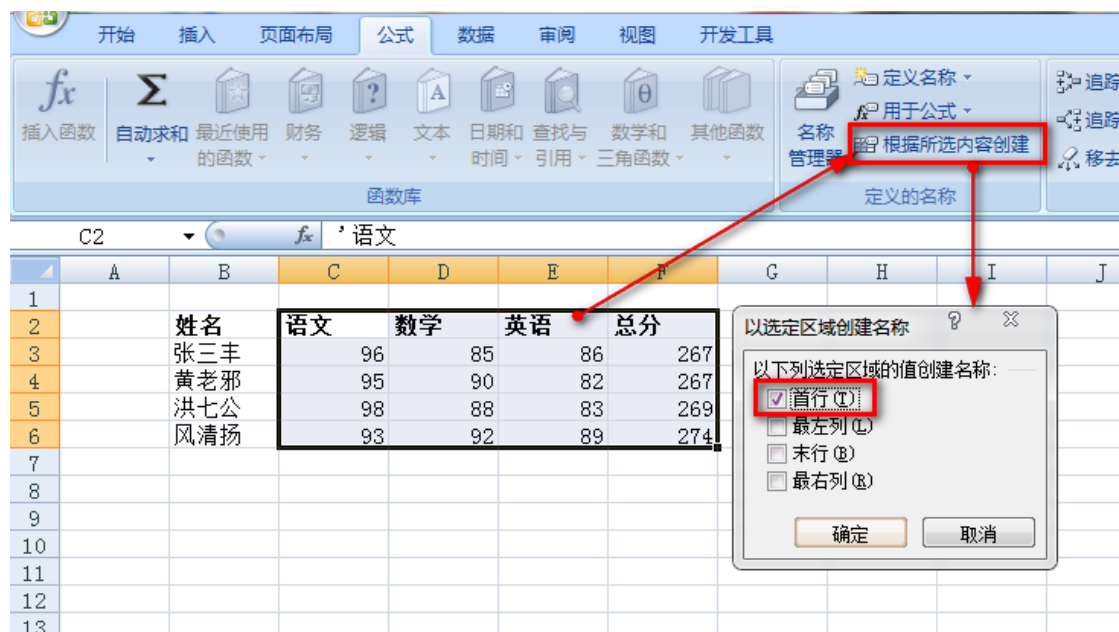 开始 插入 页面布局 公式 数据 审阅 视图 开发工具
fx Σ ? A θ
插入函数 自动求和 最近使用的函数 财务 逻辑 文本 日期和时间 查找与引用 数学和三角函数 其他函数
函数库
名称管理器
定义名称
用于公式
根据所选内容创建
定义的名称
追踪
追踪
移去
C2 fx '语文
A B C D E F G H I J
1
2 姓名 语文 数学 英语 总分
3 张三丰 96 85 86 267
4 黄老邪 95 90 82 267
5 洪七公 98 88 83 269
6 风清扬 93 92 89 274
7
8
9
10
11
12
13
以选定区域创建名称 ?
以下列选定区域的值创建名称:
首行(T)
最左列(L)
末行(B)
最右列(R)
确定 取消